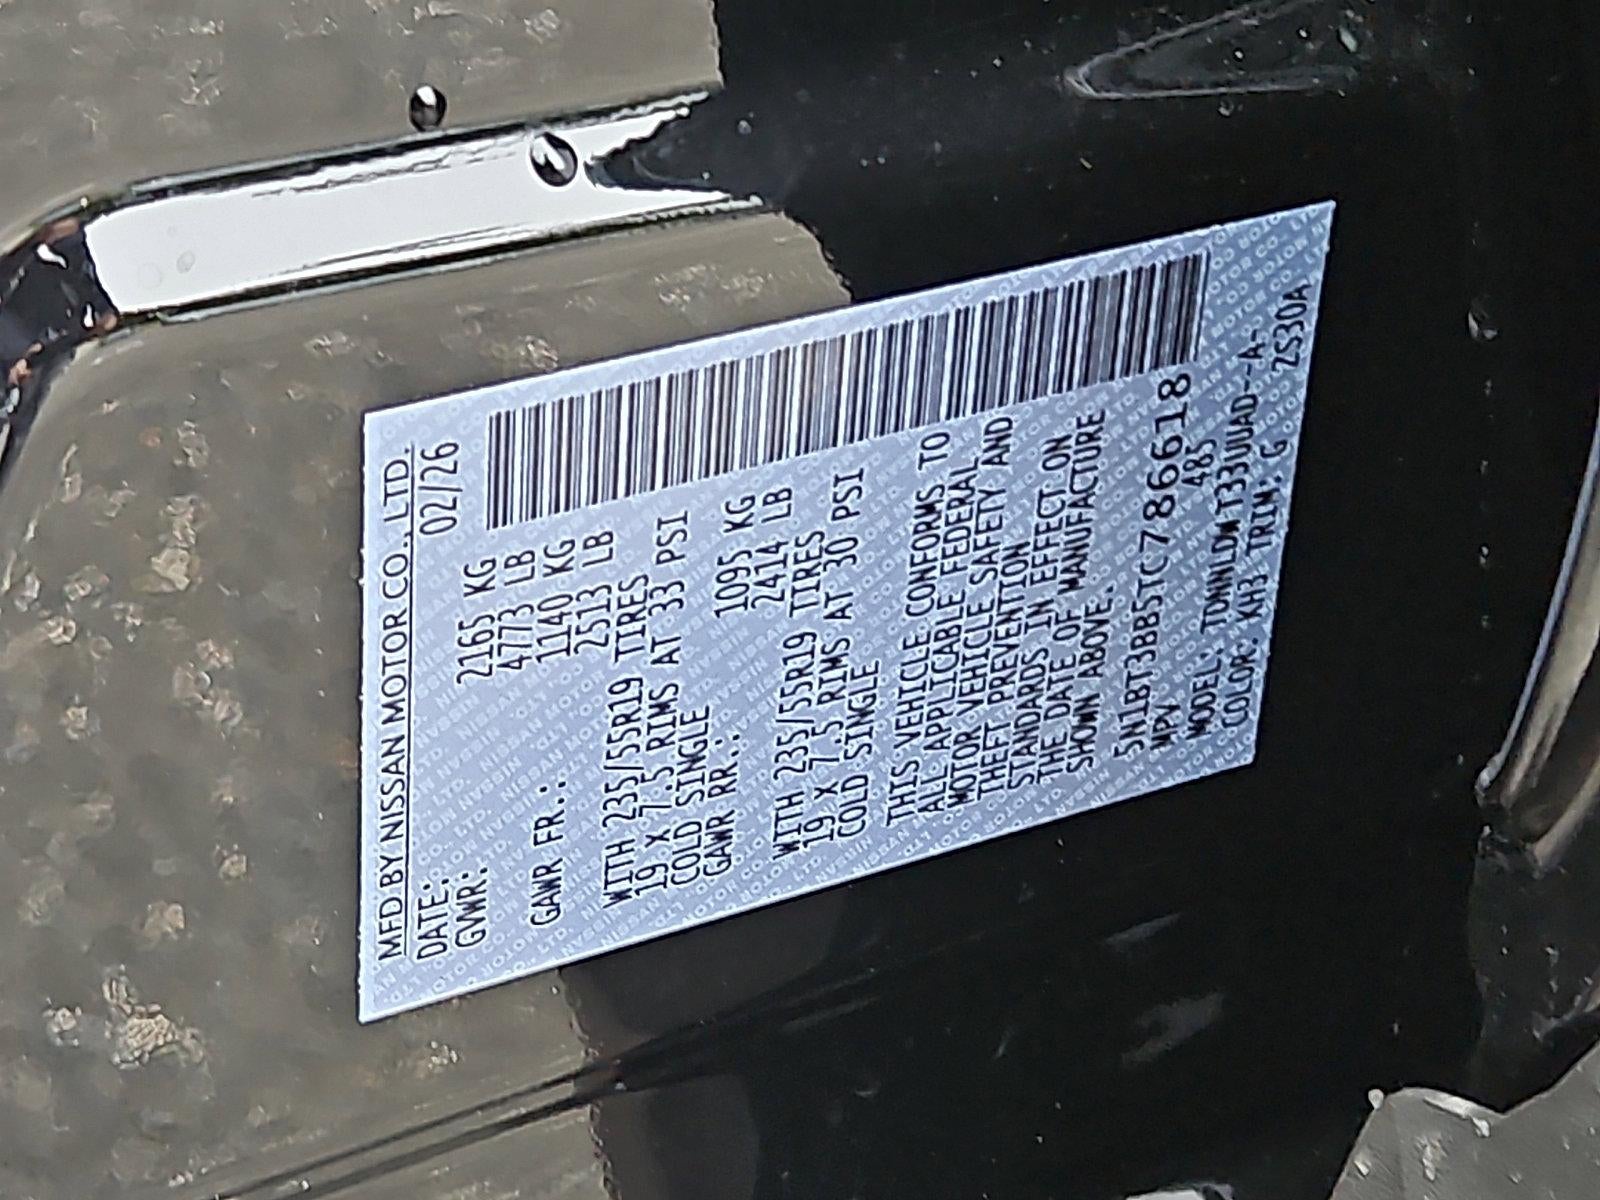 MFD.BY NISSAN MOTOR CO.,LTD.
DATE: 02/26
GVWR: 2165 KG
4773 LB
GAWR FR.: 1140 KG
2513 LB
WITH 235/55R19 TIRES
19 X 7.5 RIMS AT 33 PSI
COLD SINGLE
GAWR RR.: 1095 KG
2414 LB
WITH 235/55R19 TIRES
19 X 7.5 RIMS AT 30 PSI
COLD SINGLE
THIS VEHICLE CONFORMS TO
ALL APPLICABLE FEDERAL
MOTOR VEHICLE SAFETY AND
THEFT PREVENTION
STANDARDS IN EFFECT ON
THE DATE OF MANUFACTURE
SHOWN ABOVE.
5N1BT3BB5TC786618
MPV 485
MODEL: TONNLDWT33UUAD--A-
COLOR: KH3 TRIM: G ZS30A